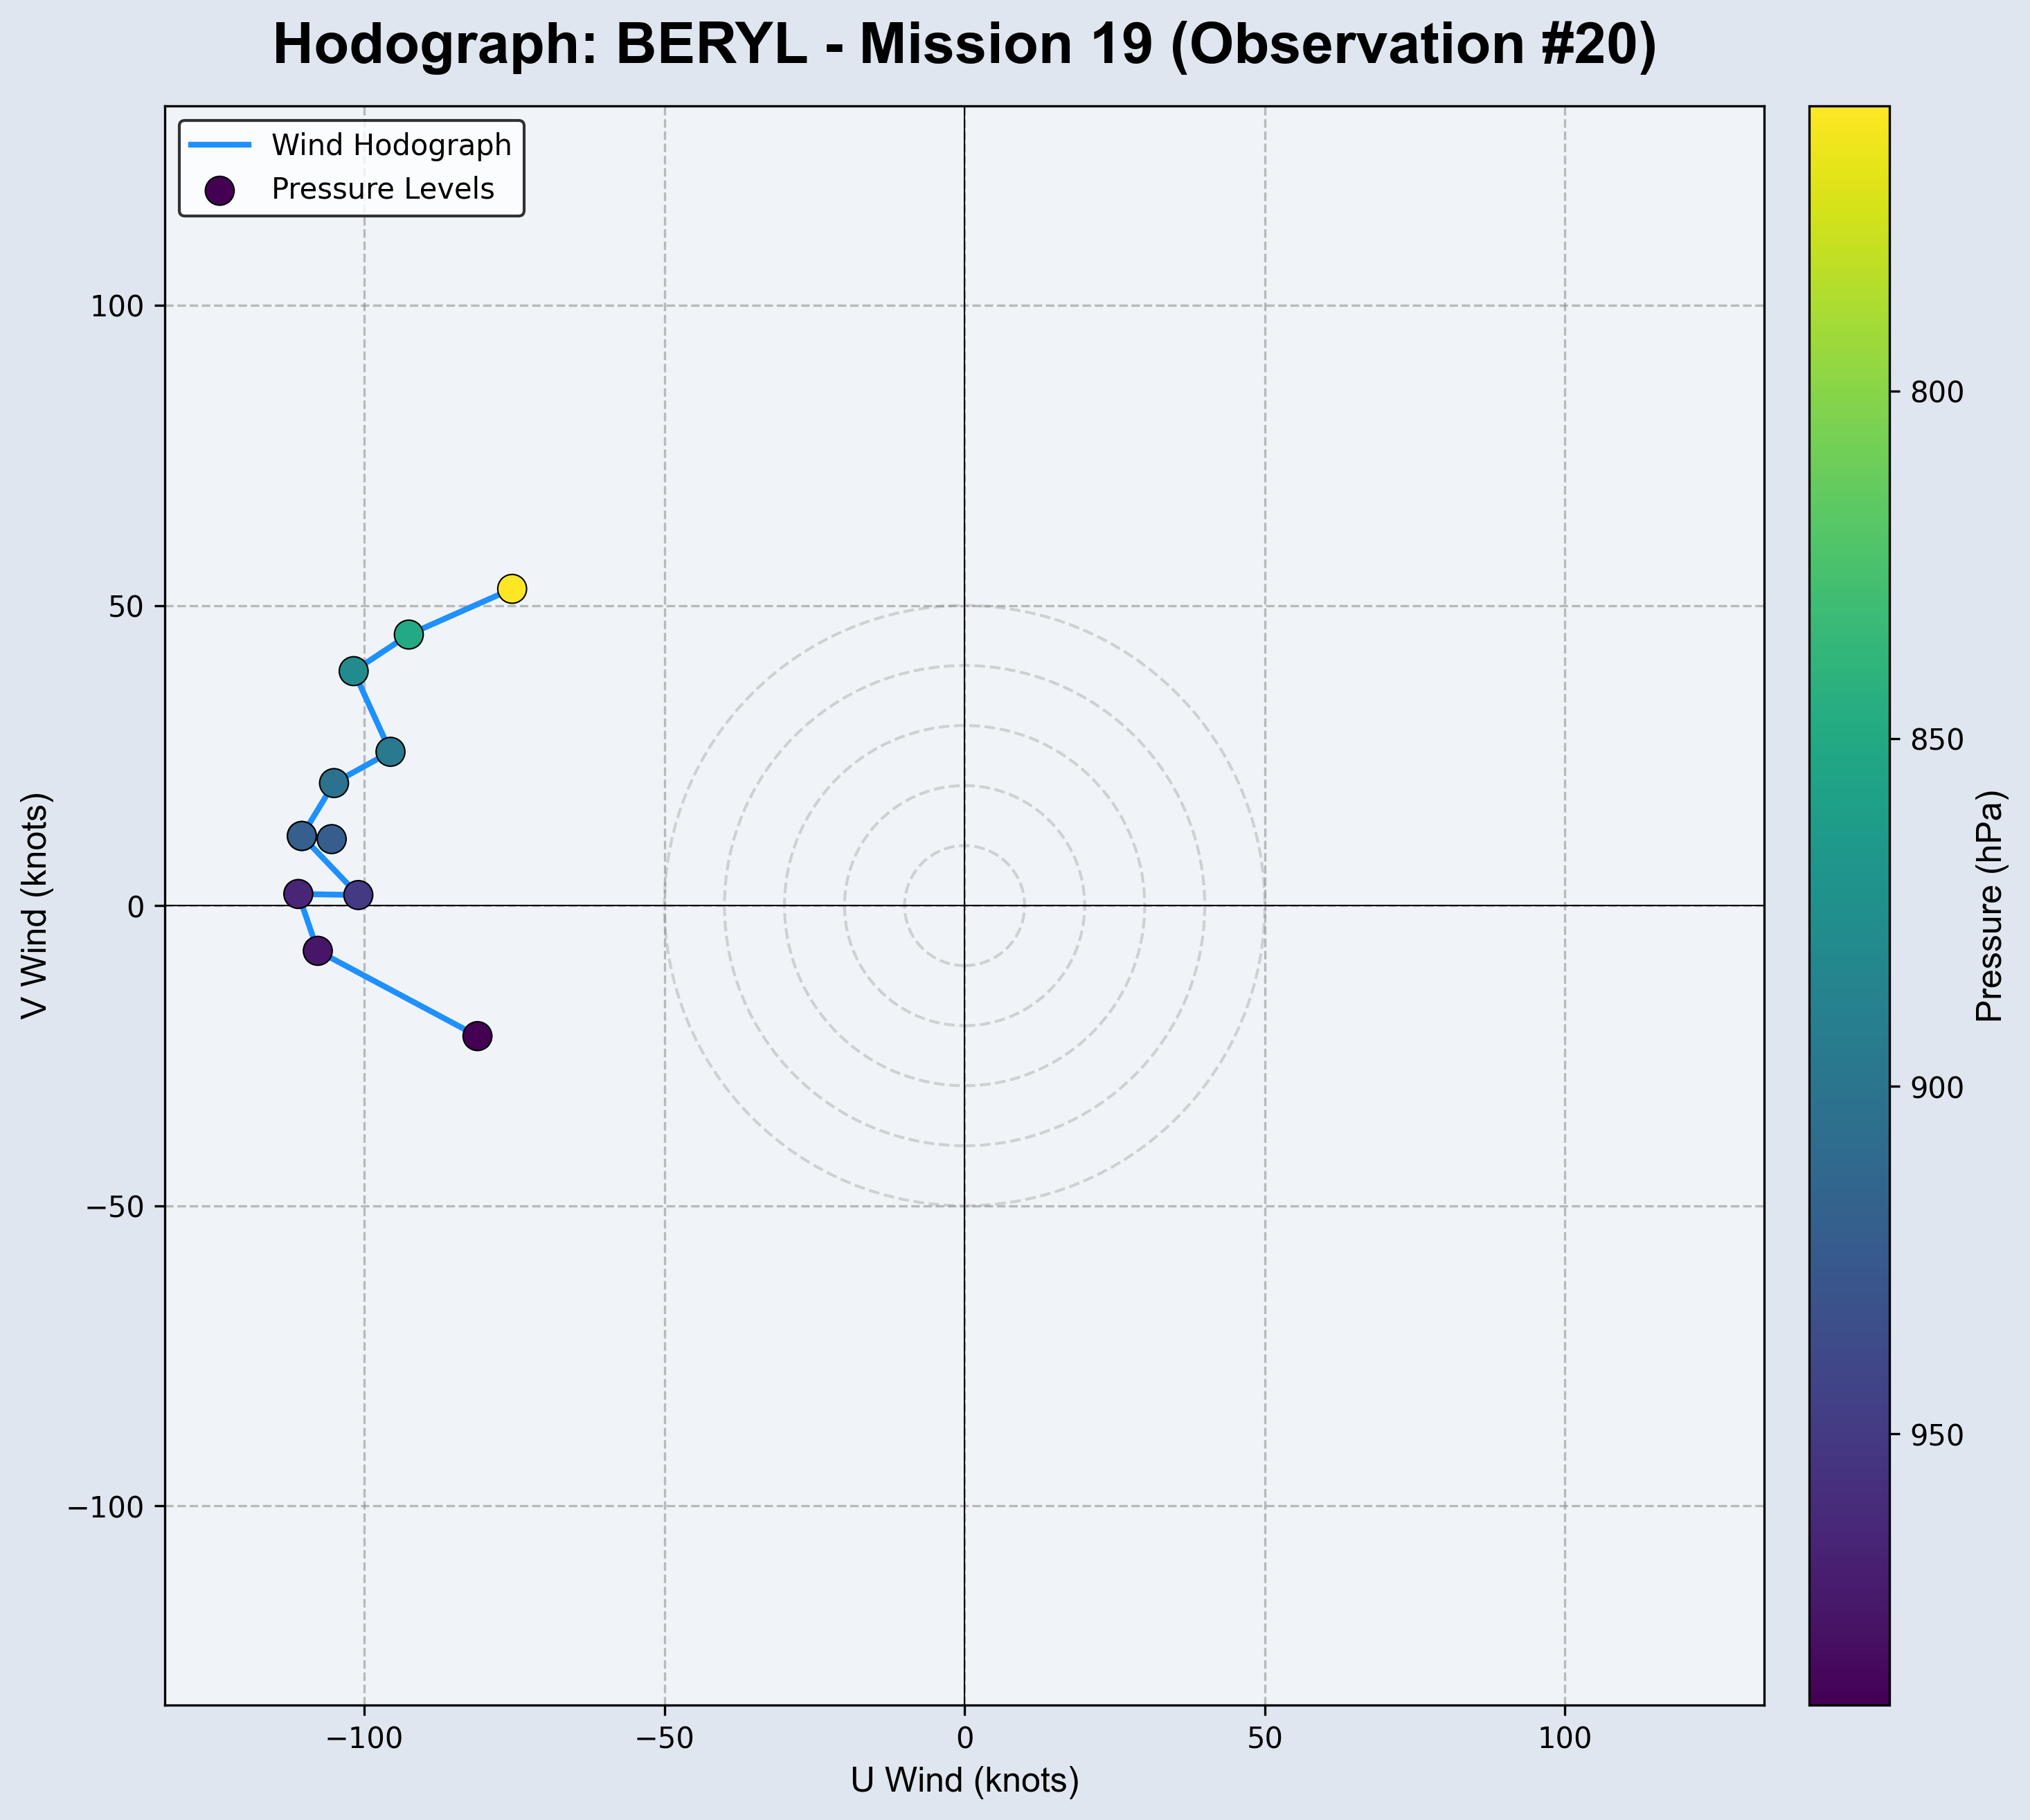 Hodograph: BERYL - Mission 19 (Observation #20)
Wind Hodograph
Pressure Levels
V Wind (knots)
100
50
0
−50
−100
−100
−50
0
50
100
U Wind (knots)
800
850
900
950
Pressure (hPa)